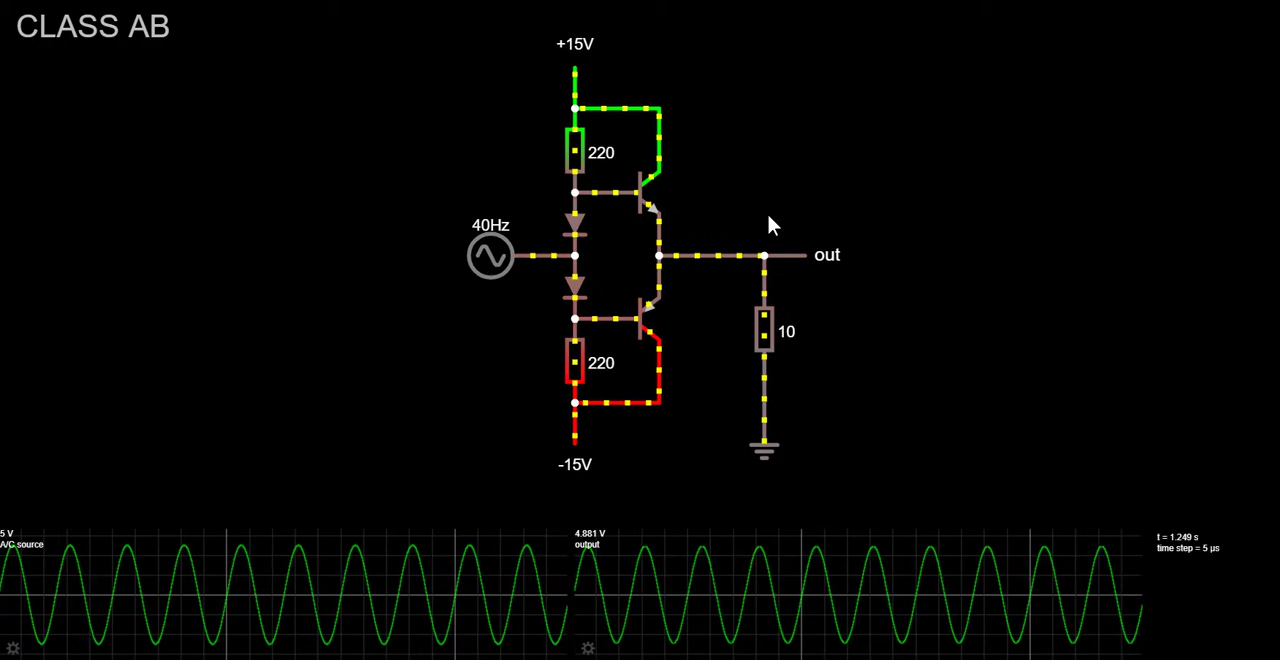 CLASS AB
+15V
220
40Hz
out
10
220
-15V
5 V
A/C source
4.881 V
output
t = 1.249 s
time step = 5 µs